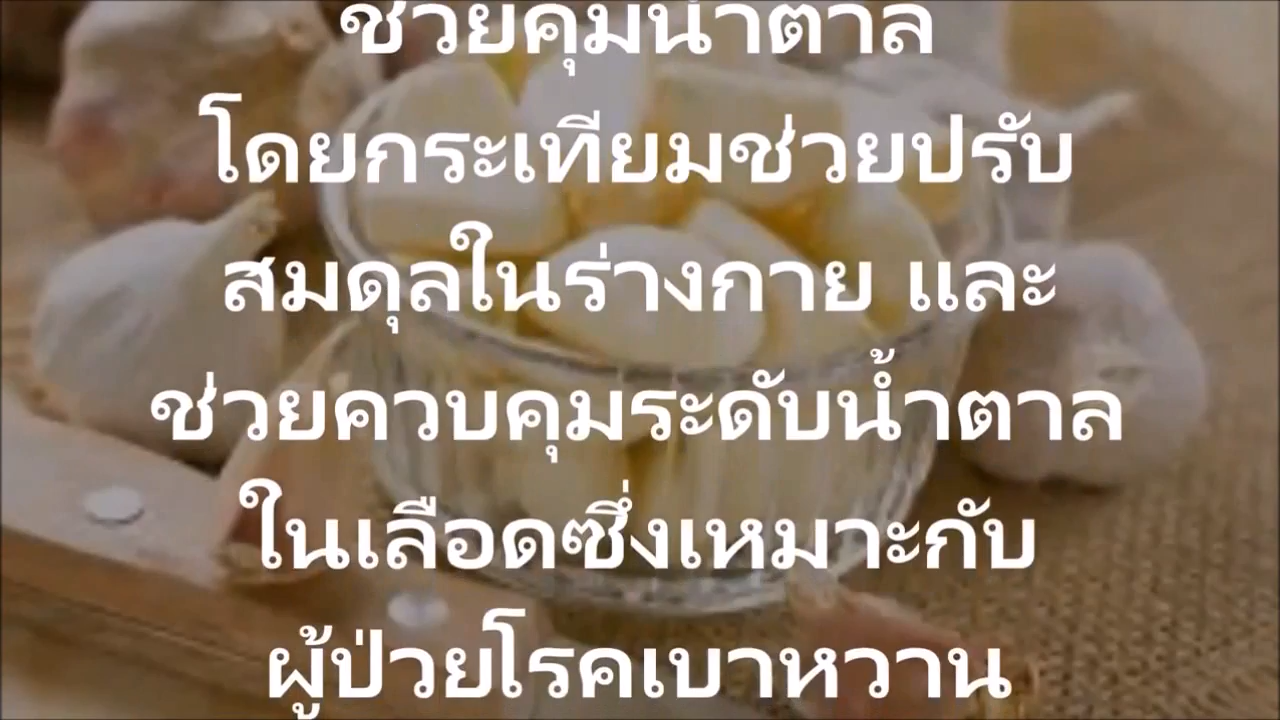 ช่วยคุมน้ำตาล
โดยกระเทียมช่วยปรับ
สมดุลในร่างกาย และ
ช่วยควบคุมระดับน้ำตาล
ในเลือดซึ่งเหมาะกับ
ผู้ป่วยโรคเบาหวาน